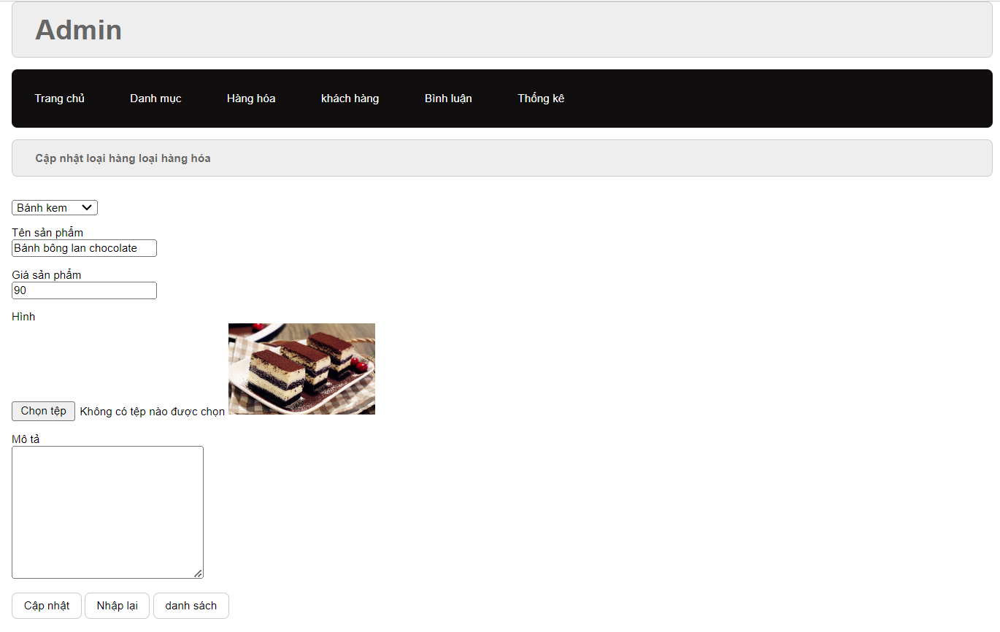 Admin
Trang chủ Danh mục Hàng hóa khách hàng Bình luận Thống kê
Cập nhật loại hàng loại hàng hóa
Bánh kem
Tên sản phẩm
Bánh bông lan chocolate
Giá sản phẩm
90
Hình
Chọn tệp Không có tệp nào được chọn
Mô tả
Cập nhật Nhập lại danh sách